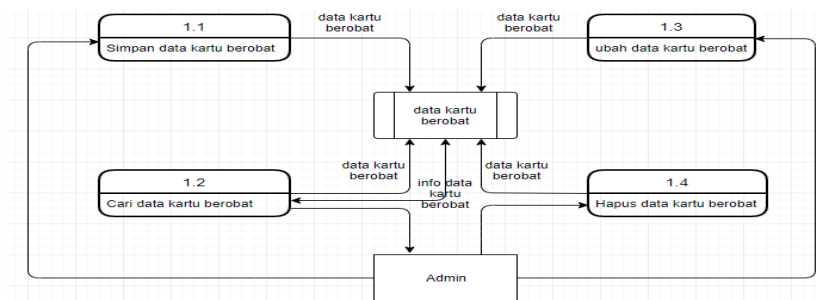 data kartu
berobat
data kartu
berobat
1.1
Simpan data kartu berobat
1.3
ubah data kartu berobat
data kartu
berobat
data kartu
berobat
info data
kartu
berobat
data kartu
berobat
1.2
Cari data kartu berobat
1.4
Hapus data kartu berobat
Admin